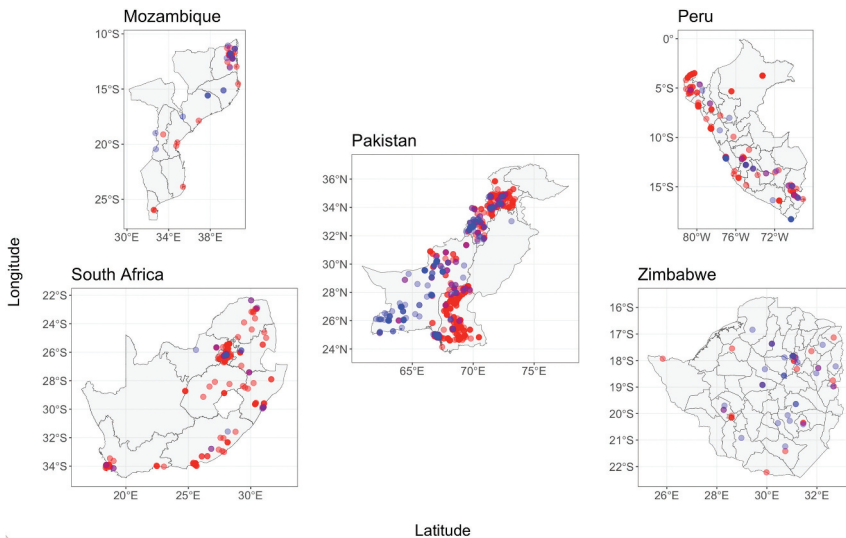 Mozambique
10°S
15°S
20°S
25°S
30°E 34°E 38°E
Peru
0°
5°S
10°S
15°S
80°W 76°W 72°W
Pakistan
36°N
34°N
32°N
30°N
28°N
26°N
24°N
65°E 70°E 75°E
Longitude
South Africa
22°S
24°S
26°S
28°S
30°S
32°S
34°S
20°E 25°E 30°E
Zimbabwe
16°S
17°S
18°S
19°S
20°S
21°S
22°S
26°E 28°E 30°E 32°E
Latitude